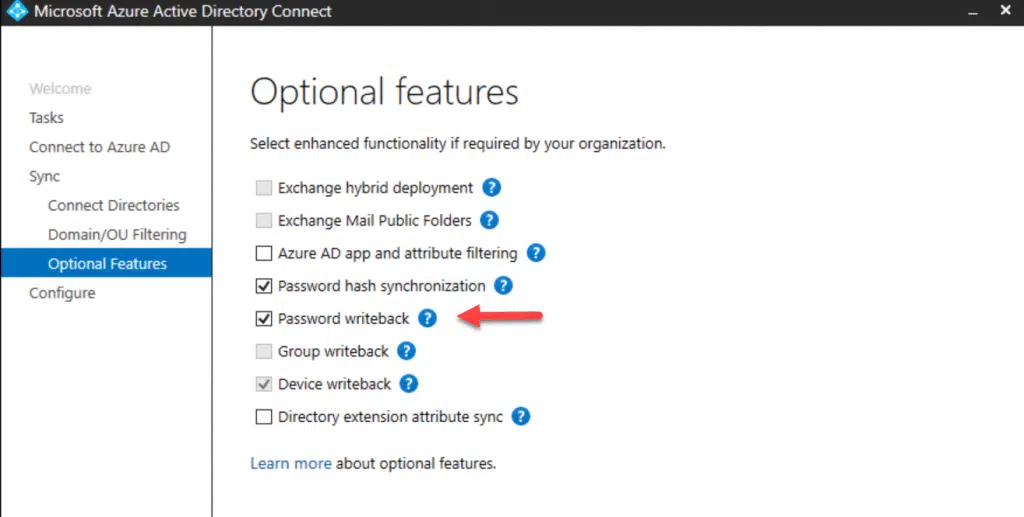 Microsoft Azure Active Directory Connect
Welcome
Tasks
Connect to Azure AD
Sync
Connect Directories
Domain/OU Filtering
Optional Features
Configure
Optional features
Select enhanced functionality if required by your organization.
Exchange hybrid deployment ?
Exchange Mail Public Folders ?
Azure AD app and attribute filtering ?
Password hash synchronization ?
Password writeback ?
Group writeback ?
Device writeback ?
Directory extension attribute sync ?
Learn more about optional features.